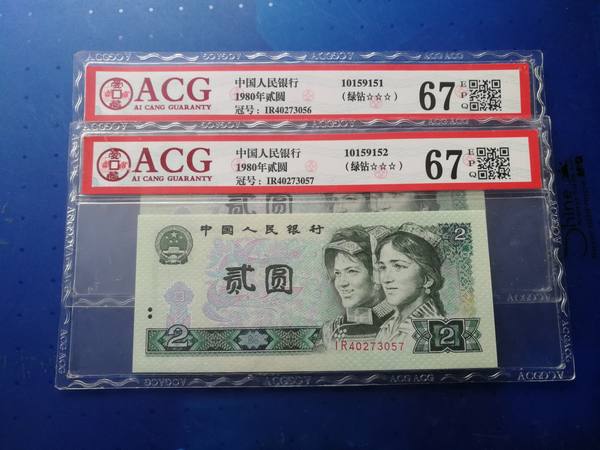 ACG
AI CANG GUARANTY
中国人民银行
1980年贰圆
冠号：IR40273056
10159151
（绿钻☆☆☆）
67
EPQ
ACG
AI CANG GUARANTY
中国人民银行
1980年贰圆
冠号：IR40273057
10159152
（绿钻☆☆☆）
67
EPQ
中国人民银行
贰圆
2
2
2
IR40273057
Shine